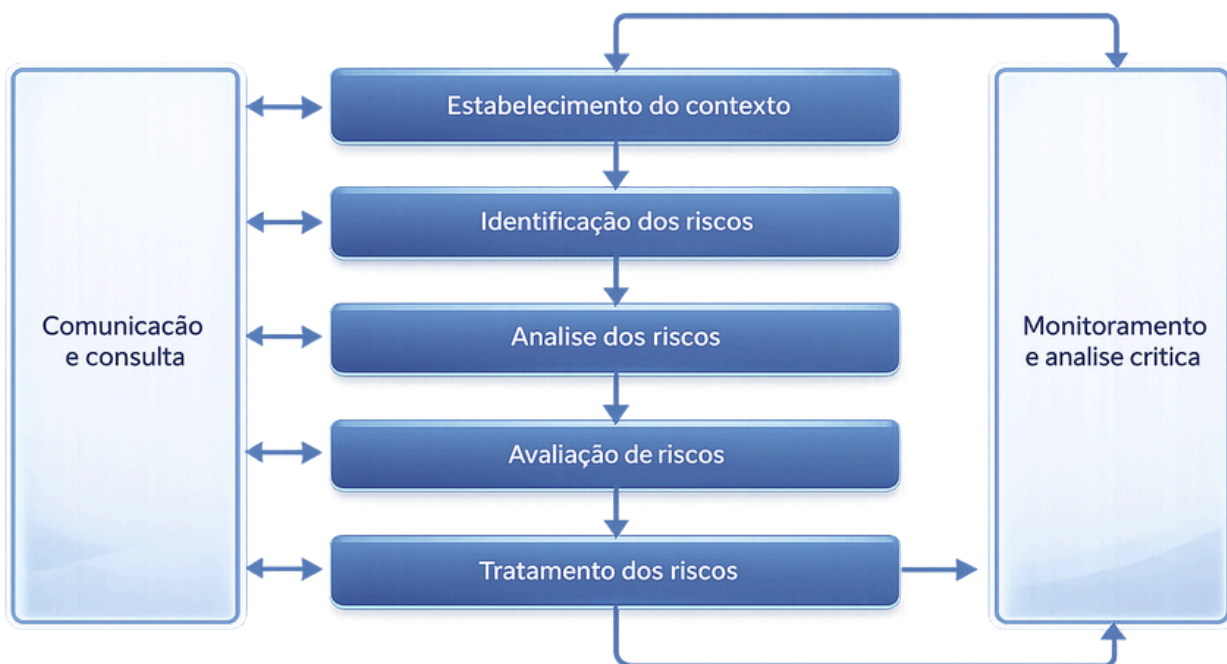 Estabelecimento do contexto
Identificação dos riscos
Comunicacão
e consulta
Analise dos riscos
Monitoramento
e analise critica
Avaliação de riscos
Tratamento dos riscos